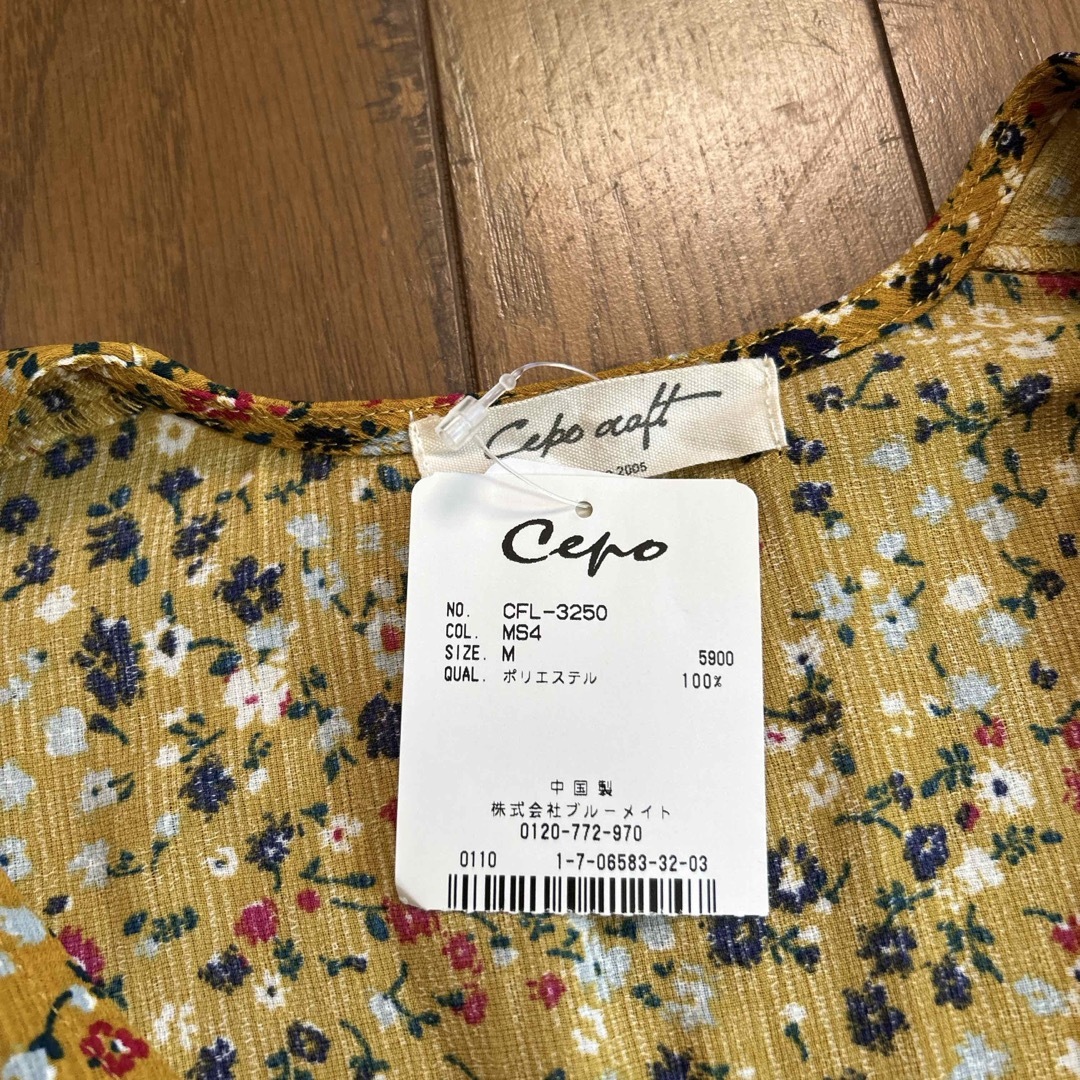 Cepo craft
2005
Cepo
NO. CFL-3250
COL. MS4
SIZE. M 5900
QUAL. ポリエステル 100%
中国製
株式会社ブルーメイト
0120-772-970
0110 1-7-06583-32-03